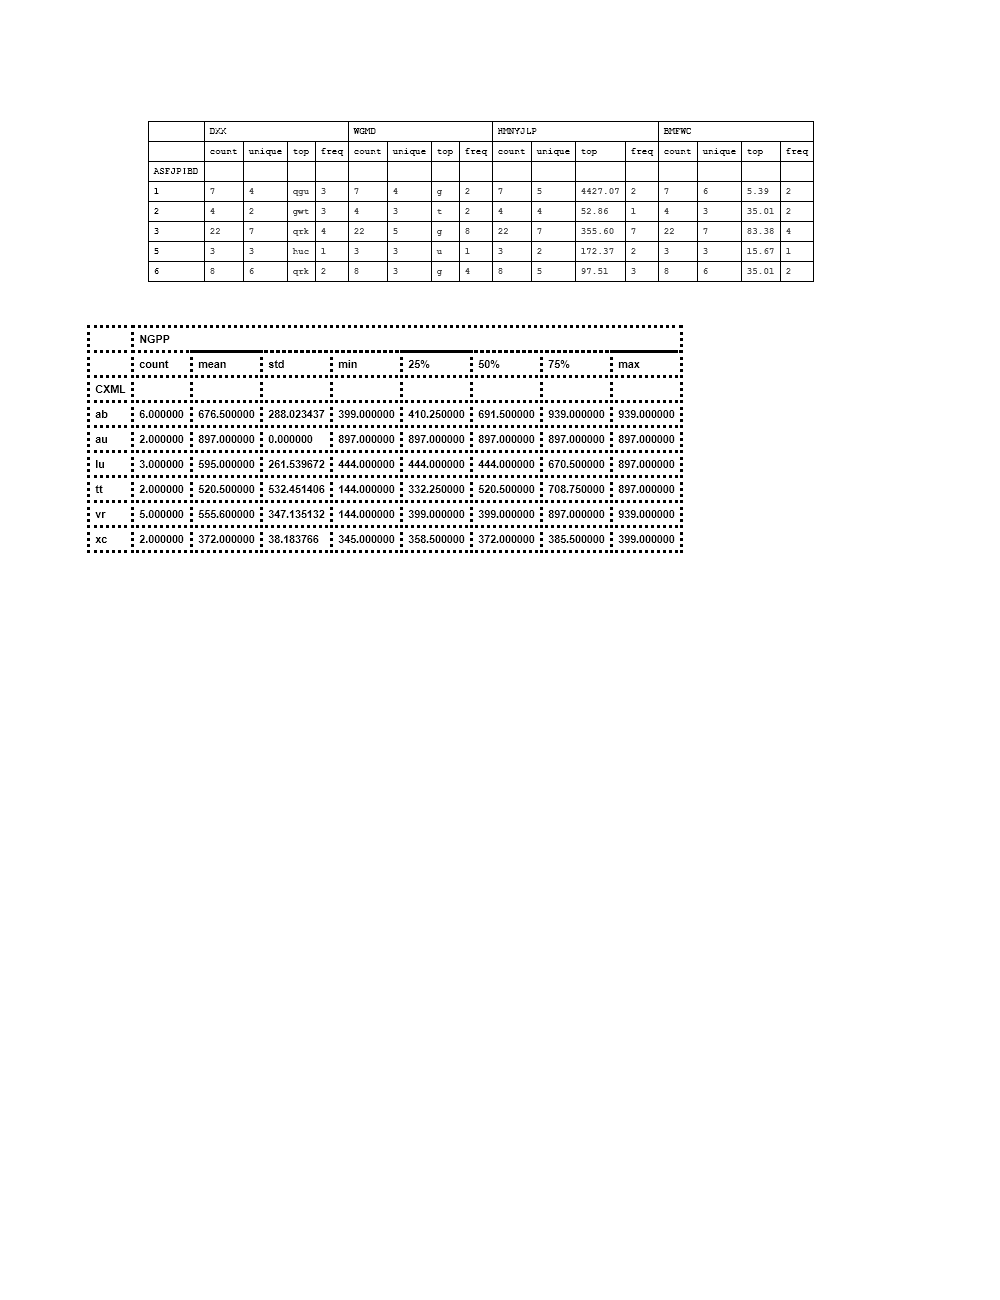 DXX WGMD HMNYJLP BMFWC
count unique top freq count unique top freq count unique top freq count unique top freq
ASFJPIBD
1 7 4 qgu 3 7 4 g 2 7 5 4427.07 2 7 6 5.39 2
2 4 2 gwt 3 4 3 t 2 4 4 52.86 1 4 3 35.01 2
3 22 7 qrk 4 22 5 g 8 22 7 355.60 7 22 7 83.38 4
5 3 3 huc 1 3 3 u 1 3 2 172.37 2 3 3 15.67 1
6 8 6 qrk 2 8 3 g 4 8 5 97.51 3 8 6 35.01 2
NGPP
count mean std min 25% 50% 75% max
CXML
ab 6.000000 676.500000 288.023437 399.000000 410.250000 691.500000 939.000000 939.000000
au 2.000000 897.000000 0.000000 897.000000 897.000000 897.000000 897.000000 897.000000
lu 3.000000 595.000000 261.539672 444.000000 444.000000 444.000000 670.500000 897.000000
tt 2.000000 520.500000 532.451406 144.000000 332.250000 520.500000 708.750000 897.000000
vr 5.000000 555.600000 347.135132 144.000000 399.000000 399.000000 897.000000 939.000000
xc 2.000000 372.000000 38.183766 345.000000 358.500000 372.000000 385.500000 399.000000